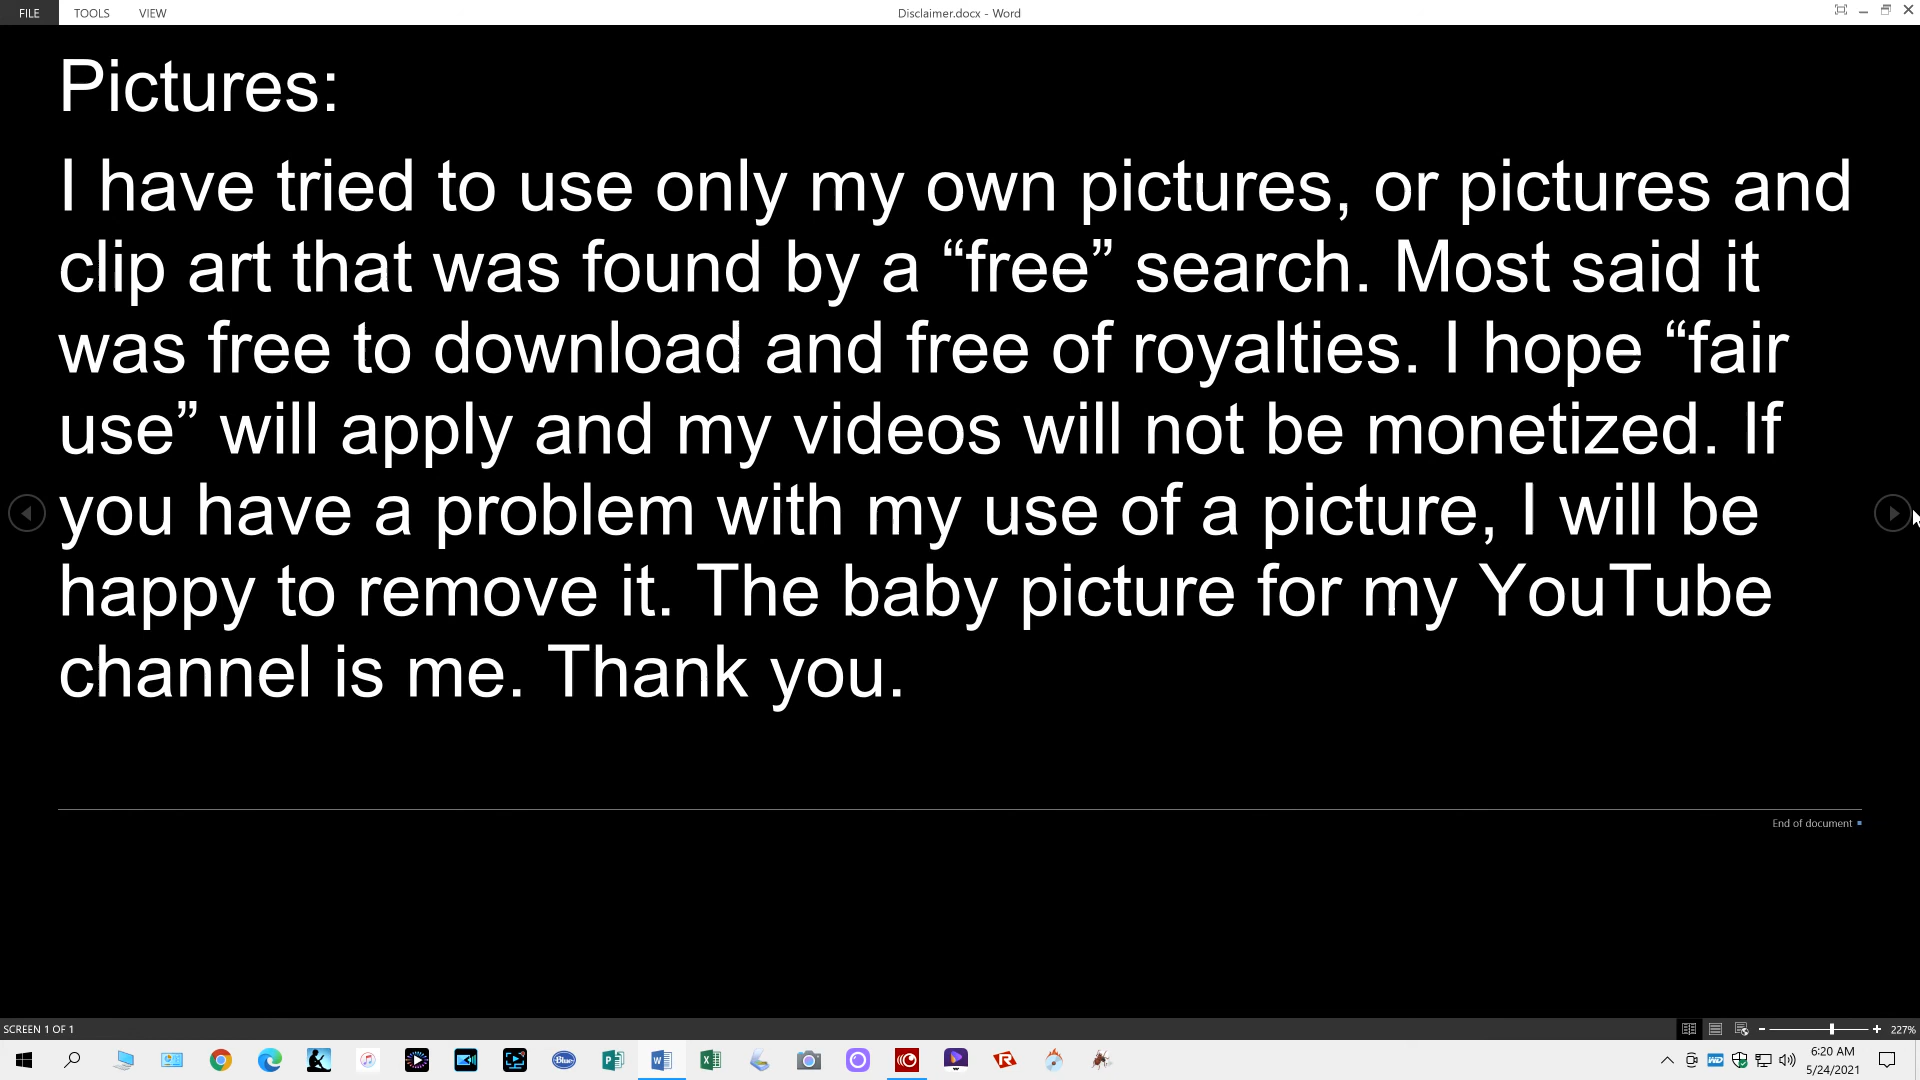 FILE TOOLS VIEW Disclaimer.docx - Word
Pictures:
I have tried to use only my own pictures, or pictures and
clip art that was found by a “free” search. Most said it
was free to download and free of royalties. I hope “fair
use” will apply and my videos will not be monetized. If
you have a problem with my use of a picture, I will be
happy to remove it. The baby picture for my YouTube
channel is me. Thank you.
End of document
SCREEN 1 OF 1 227%
Blue
P W X
WD
6:20 AM
5/24/2021